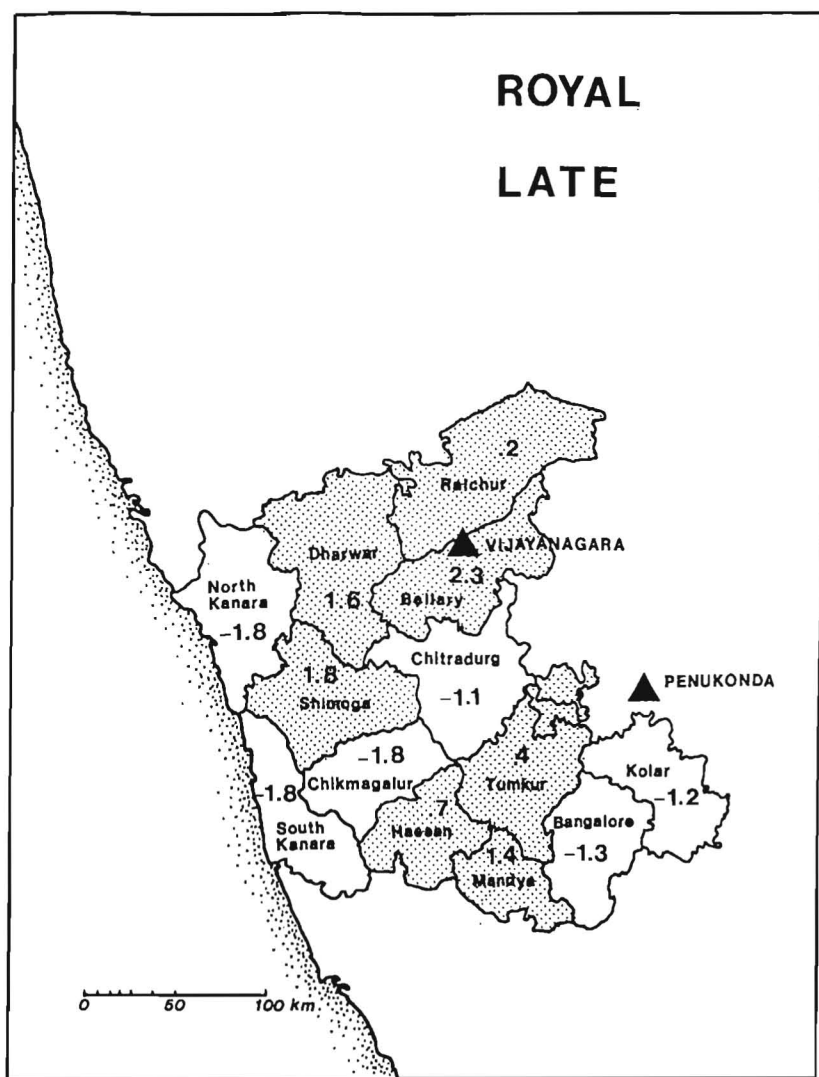 ROYAL
LATE
.2
Raichur
VIJAYANAGARA
Dharwar
2.3
Bellary
1.6
North
Kanara
-1.8
Chitradurg
-1.1
1.8
Shimoga
PENUKONDA
-1.8
Chikmagalur
-1.8
South
Kanara
.7
Hassan
4
Tumkur
Kolar
-1.2
Bangalore
-1.3
1.4
Mandya
0 50 100 km